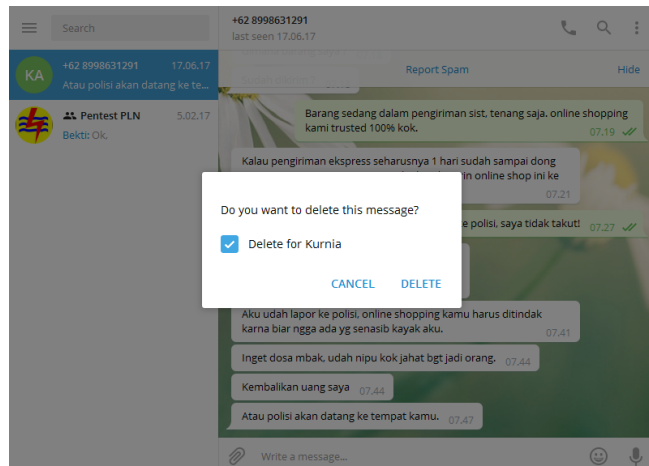 Search
+62 8998631291 17.06.17
Atau polisi akan datang ke te...
Pentest PLN 5.02.17
Bekti: Ok.
+62 8998631291
last seen 17.06.17
Report Spam Hide
Barang sedang dalam pengiriman sist, tenang saja. online shopping
kami trusted 100% kok. 07.19
Kalau pengiriman ekspress seharusnya 1 hari sudah sampai dong
in online shop ini ke
07.21
e polisi, saya tidak takut! 07.27
Do you want to delete this message?
Delete for Kurnia
CANCEL DELETE
Aku udah lapor ke polisi, online shopping kamu harus ditindak
karna biar ngga ada yg senasib kayak aku. 07.41
Inget dosa mbak, udah nipu kok jahat bgt jadi orang. 07.44
Kembalikan uang saya 07.44
Atau polisi akan datang ke tempat kamu. 07.47
Write a message...
KA